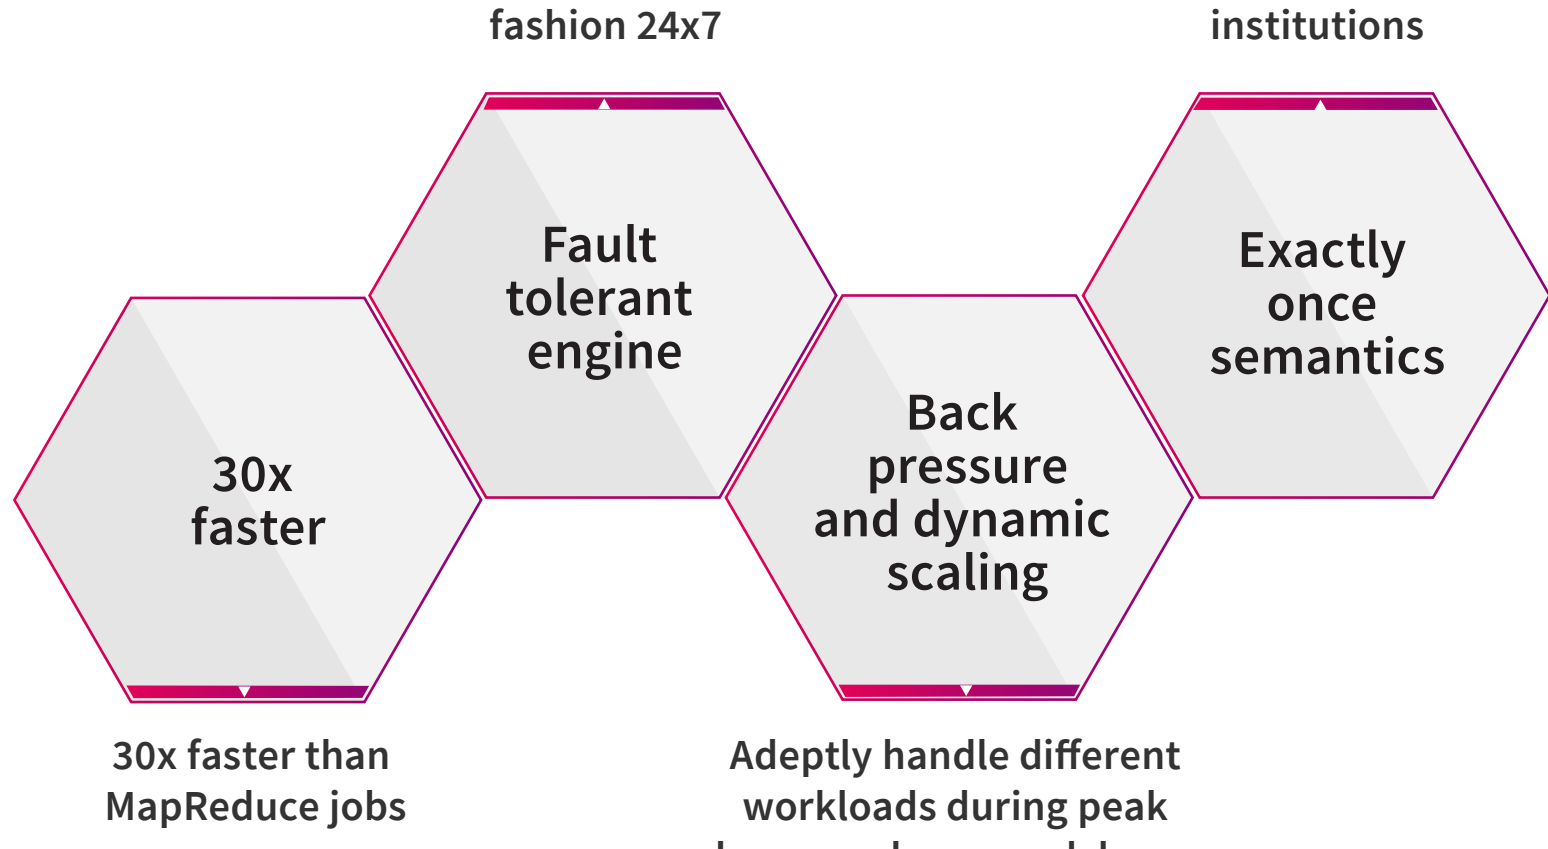 fashion 24x7
institutions
Fault
tolerant
engine
Exactly
once
semantics
30x
faster
Back
pressure
and dynamic
scaling
30x faster than
MapReduce jobs
Adeptly handle different
workloads during peak